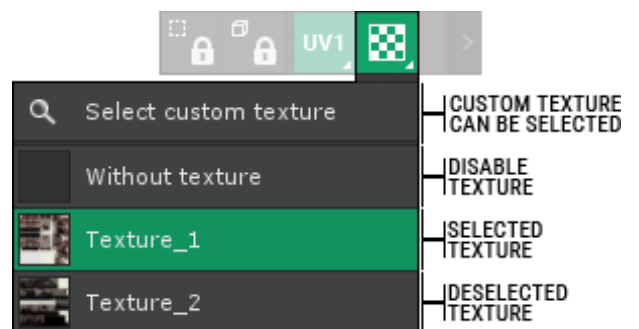 UV1
Select custom texture
CUSTOM TEXTURE
CAN BE SELECTED
Without texture
DISABLE
TEXTURE
Texture_1
SELECTED
TEXTURE
Texture_2
DESELECTED
TEXTURE